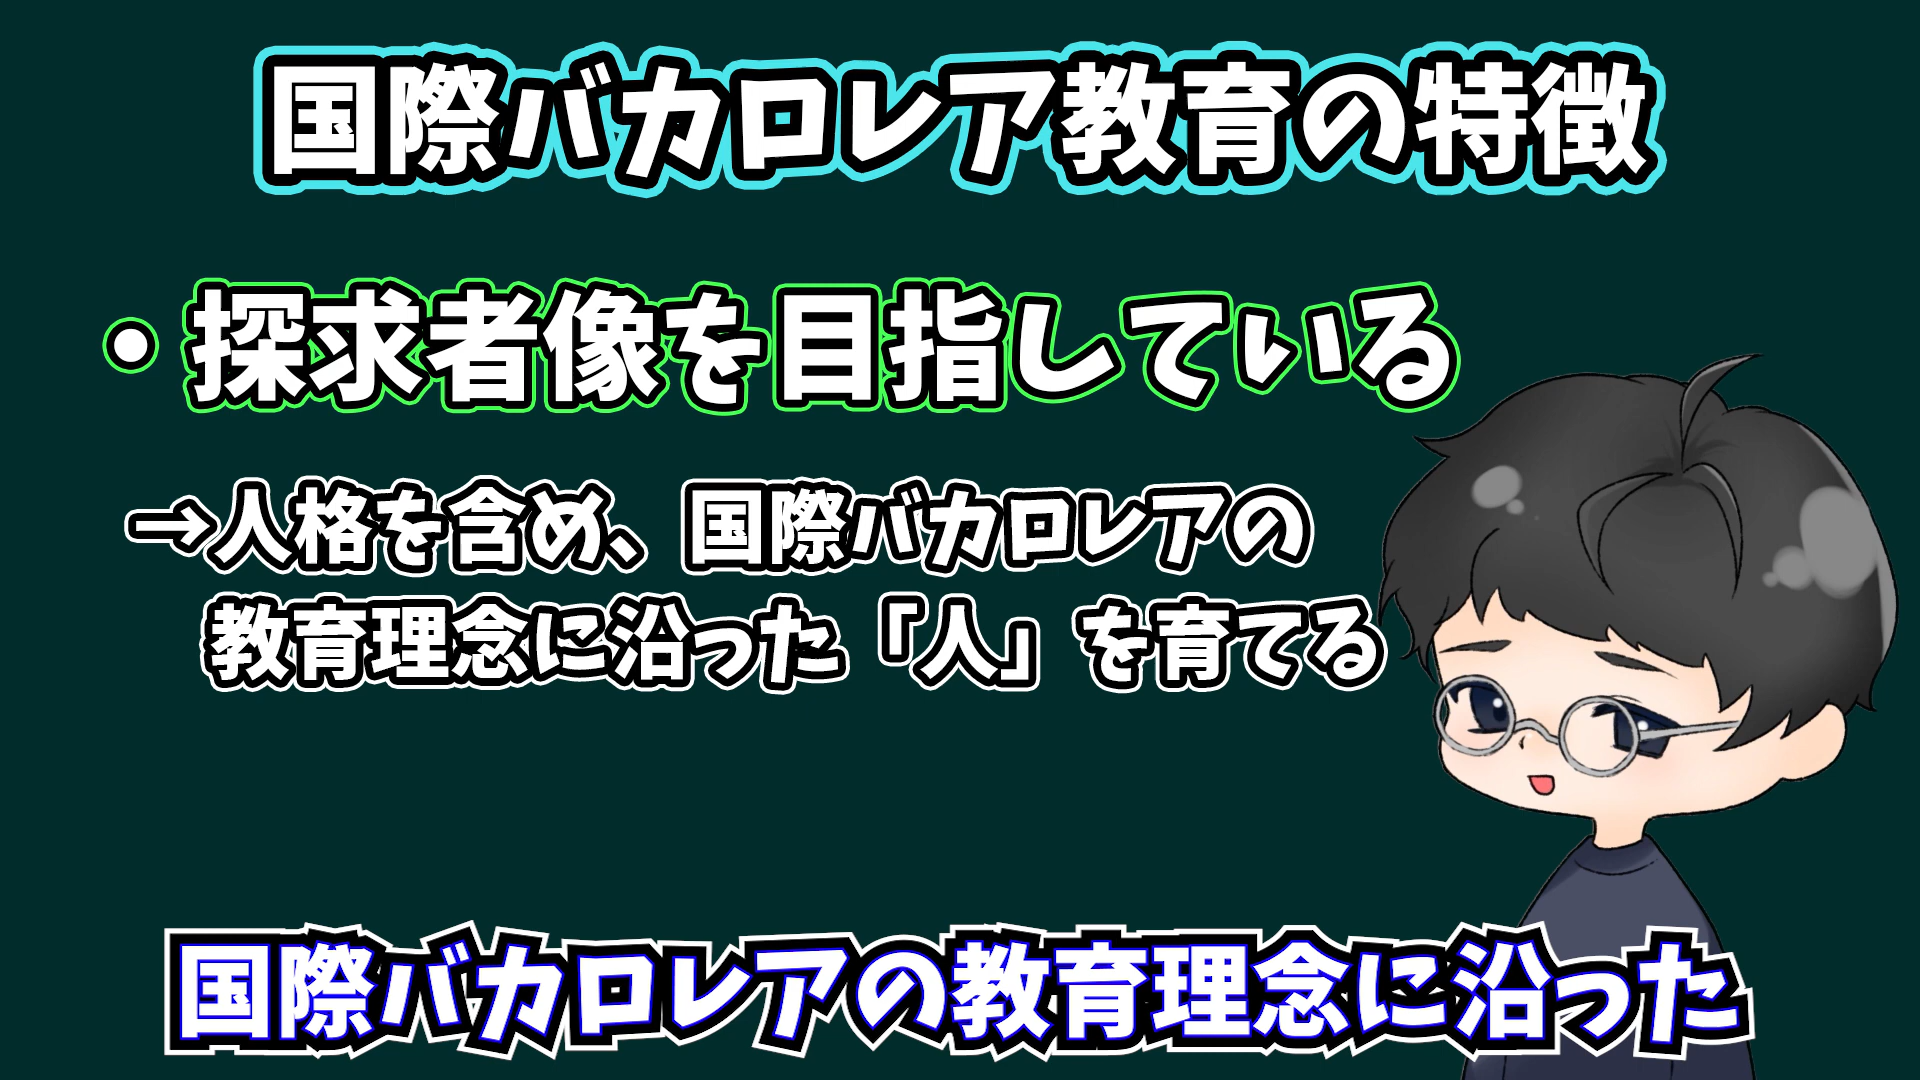 国際バカロレア教育の特徴
・探求者像を目指している
→人格を含め、国際バカロレアの
教育理念に沿った「人」を育てる
国際バカロレアの教育理念に沿った